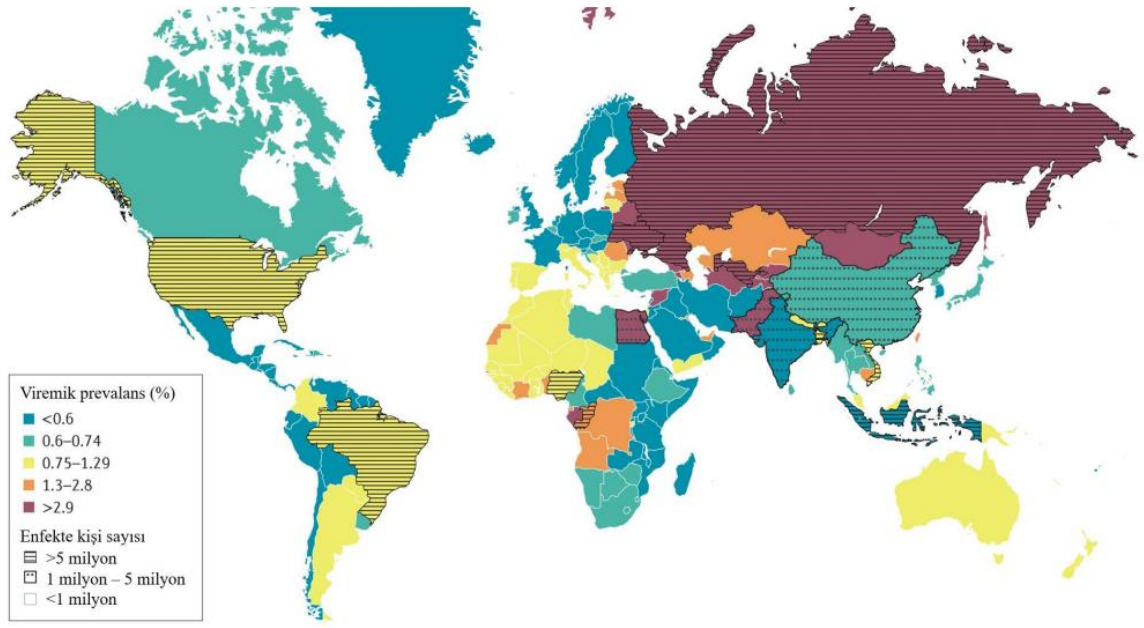 Viremik prevalans (%)
<0.6
0.6–0.74
0.75–1.29
1.3–2.8
>2.9
Enfekte kişi sayısı
>5 milyon
1 milyon – 5 milyon
<1 milyon